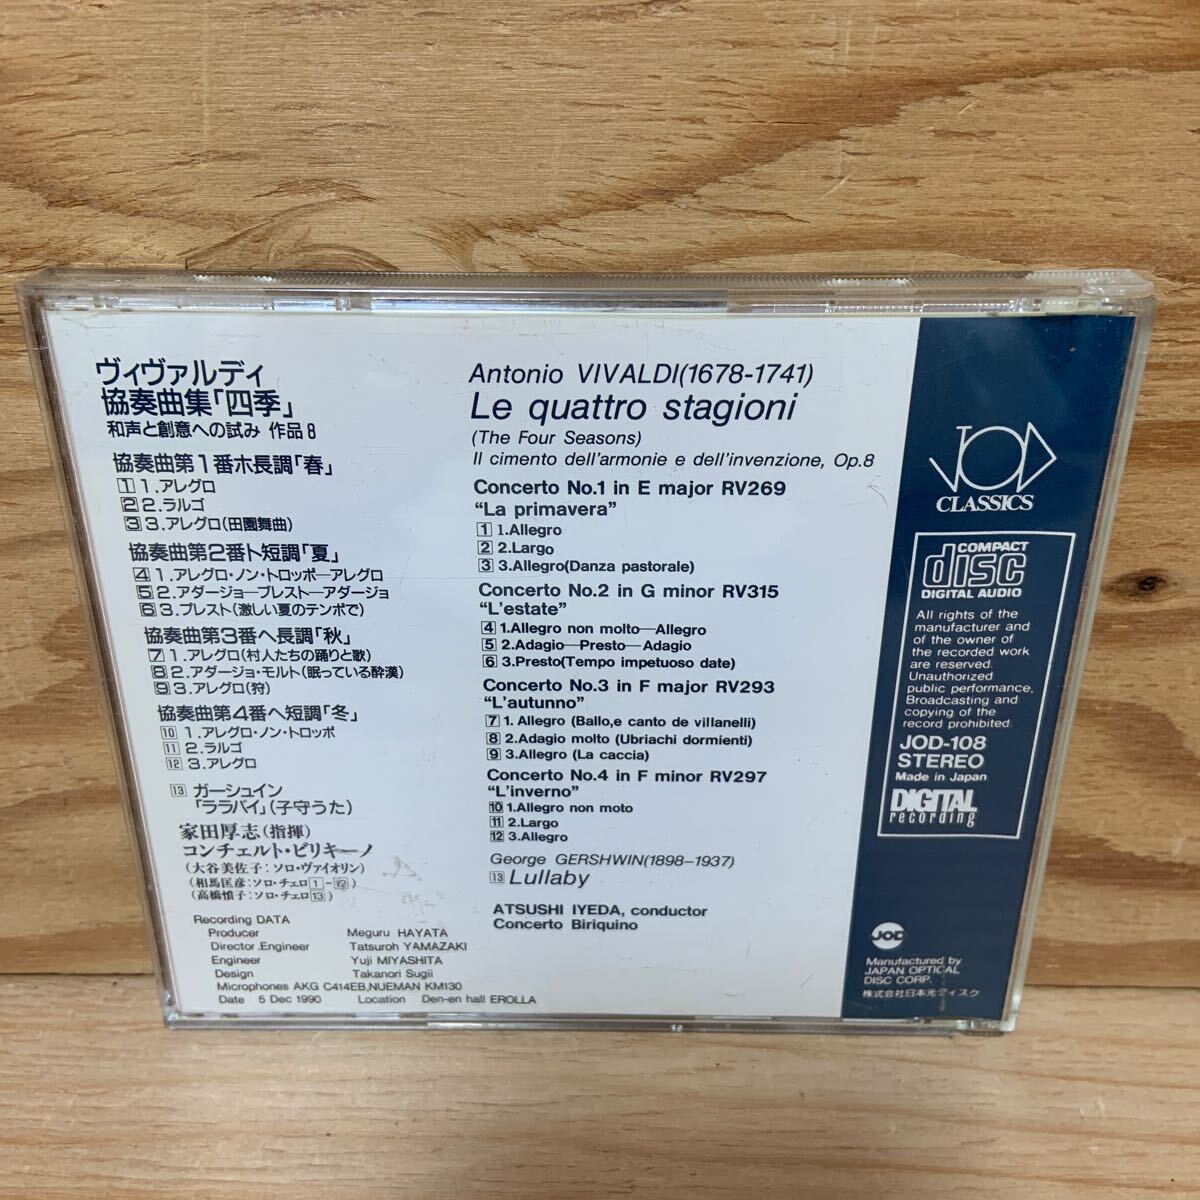 ヴィヴァルディ
協奏曲集「四季」
和声と創意への試み 作品8
協奏曲第1番ホ長調「春」
1 1.アレグロ
2 2.ラルゴ
3 3.アレグロ(田園舞曲)
協奏曲第2番ト短調「夏」
4 1.アレグロ・ノン・トロッポ—アレグロ
5 2.アダージョ—プレスト—アダージョ
6 3.プレスト(激しい夏のテンポで)
協奏曲第3番ヘ長調「秋」
7 1.アレグロ(村人たちの踊りと歌)
8 2.アダージョ・モルト(眠っている酔漢)
9 3.アレグロ(狩)
協奏曲第4番ヘ短調「冬」
10 1.アレグロ・ノン・トロッポ
11 2.ラルゴ
12 3.アレグロ
13 ガーシュイン
「ララバイ」(子守うた)
家田厚志(指揮)
コンチェルト・ビリキーノ
(大谷美佐子:ソロ・ヴァイオリン)
(相馬匡彦:ソロ・チェロ1-12)
(高橋愼子:ソロ・チェロ13)
Recording DATA
Producer Meguru HAYATA
Director.Engineer Tatsuroh YAMAZAKI
Engineer Yuji MIYASHITA
Design Takanori Sugii
Microphones AKG C414EB,NUEMAN KM130
Date 5 Dec 1990 Location Den-en hall EROLLA
Antonio VIVALDI(1678-1741)
Le quattro stagioni
(The Four Seasons)
Il cimento dell'armonie e dell'invenzione, Op.8
Concerto No.1 in E major RV269
"La primavera"
1 1.Allegro
2 2.Largo
3 3.Allegro(Danza pastorale)
Concerto No.2 in G minor RV315
"L'estate"
4 1.Allegro non molto—Allegro
5 2.Adagio—Presto—Adagio
6 3.Presto(Tempo impetuoso date)
Concerto No.3 in F major RV293
"L'autunno"
7 1. Allegro (Ballo,e canto de villanelli)
8 2.Adagio molto (Ubriachi dormienti)
9 3.Allegro (La caccia)
Concerto No.4 in F minor RV297
"L'inverno"
10 1.Allegro non moto
11 2.Largo
12 3.Allegro
George GERSHWIN(1898-1937)
13 Lullaby
ATSUSHI IYEDA, conductor
Concerto Biriquino
JOD
CLASSICS
COMPACT
disc
DIGITAL AUDIO
All rights of the
manufacturer and
of the owner of
the recorded work
are reserved.
Unauthorized
public performance,
Broadcasting and
copying of the
record prohibited.
JOD-108
STEREO
Made in Japan
DIGITAL
recording
JOD
Manufactured by
JAPAN OPTICAL
DISC CORP.
株式会社日本光ディスク